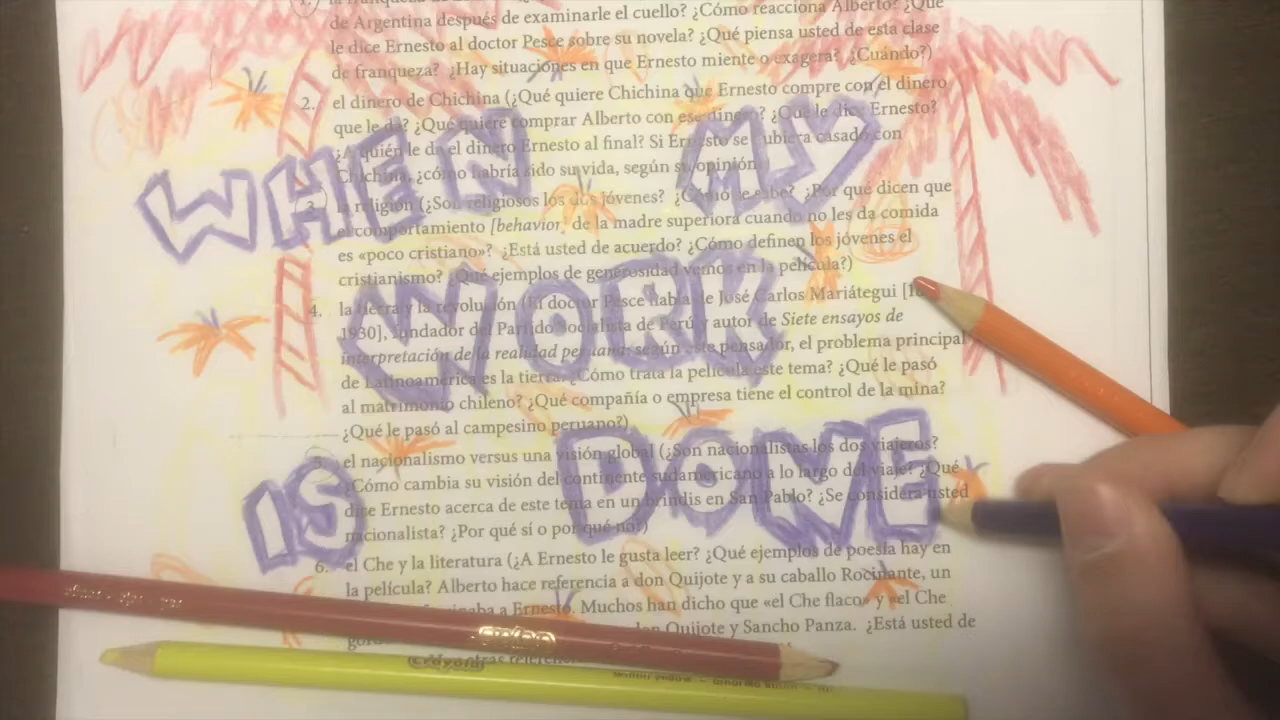 de Argentina después de examinarle el cuello? ¿Cómo reacciona Alberto? ¿Qué
le dice Ernesto al doctor Pesce sobre su novela? ¿Qué piensa usted de esta clase
de franqueza? ¿Hay situaciones en que Ernesto miente o exagera? ¿Cuándo?)
2. el dinero de Chichina (¿Qué quiere Chichina que Ernesto compre con el dinero
que le da? ¿Qué quiere comprar Alberto con ese dinero? ¿Qué le dice Ernesto?
¿A quién le da el dinero Ernesto al final? Si Ernesto se hubiera casado con
Chichina, ¿cómo habría sido su vida, según su opinión
3. la religión (¿Son religiosos los dos jóvenes? ¿Cómo se sabe? ¿Por qué dicen que
el comportamiento [behavior] de la madre superiora cuando no les da comida
es «poco cristiano»? ¿Está usted de acuerdo? ¿Cómo definen los jóvenes el
cristianismo? ¿Qué ejemplos de generosidad vemos en la película?)
4. la tierra y la revolución (El doctor Pesce habla de José Carlos Mariátegui
1930], fundador del Partido Socialista de Perú y autor de Siete ensayos de
interpretación de la realidad peruana; según este pensador, el problema principal
de Latinoamérica es la tierra. ¿Cómo trata la película este tema? ¿Qué le pasó
al matrimonio chileno? ¿Qué compañía o empresa tiene el control de la mina?
¿Qué le pasó al campesino peruano?)
5. el nacionalismo versus una visión global (¿Son nacionalistas los dos viajeros?
¿Cómo cambia su visión del continente sudamericano a lo largo del viaje? ¿Qué
dice Ernesto acerca de este tema en un brindis en San Pablo? ¿Se considera usted
nacionalista? ¿Por qué sí o por qué no?)
6. el Che y la literatura (¿A Ernesto le gusta leer? ¿Qué ejemplos de poesía hay en
la película? Alberto hace referencia a don Quijote y a su caballo Rocinante, un
a Ernesto. Muchos han dicho que «el Che flaco» y «el Che
don Quijote y Sancho Panza. ¿Está usted de
WHEN MY
WORK
IS DONE
Crayola